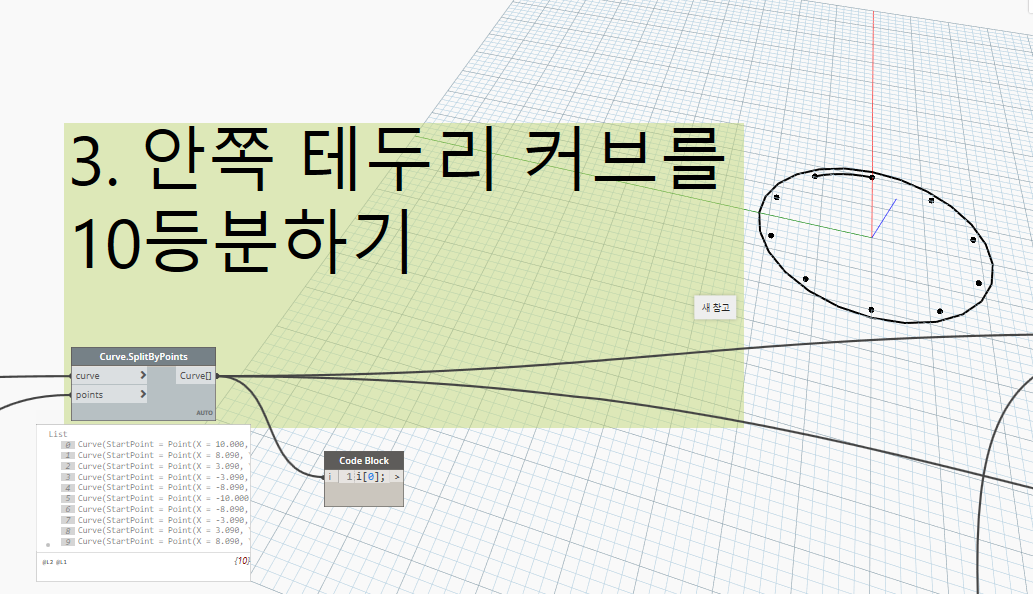 3. 안쪽 테두리 커브를
10등분하기
새 참고
Curve.SplitByPoints
curve > Curve[]
points >
AUTO
List
0 Curve(StartPoint = Point(X = 10.000,
1 Curve(StartPoint = Point(X = 8.090,
2 Curve(StartPoint = Point(X = 3.090,
3 Curve(StartPoint = Point(X = -3.090,
4 Curve(StartPoint = Point(X = -8.090,
5 Curve(StartPoint = Point(X = -10.000
6 Curve(StartPoint = Point(X = -8.090,
7 Curve(StartPoint = Point(X = -3.090,
8 Curve(StartPoint = Point(X = 3.090,
9 Curve(StartPoint = Point(X = 8.090,
@L2 @L1 {10}
Code Block
i 1 i[0]; >